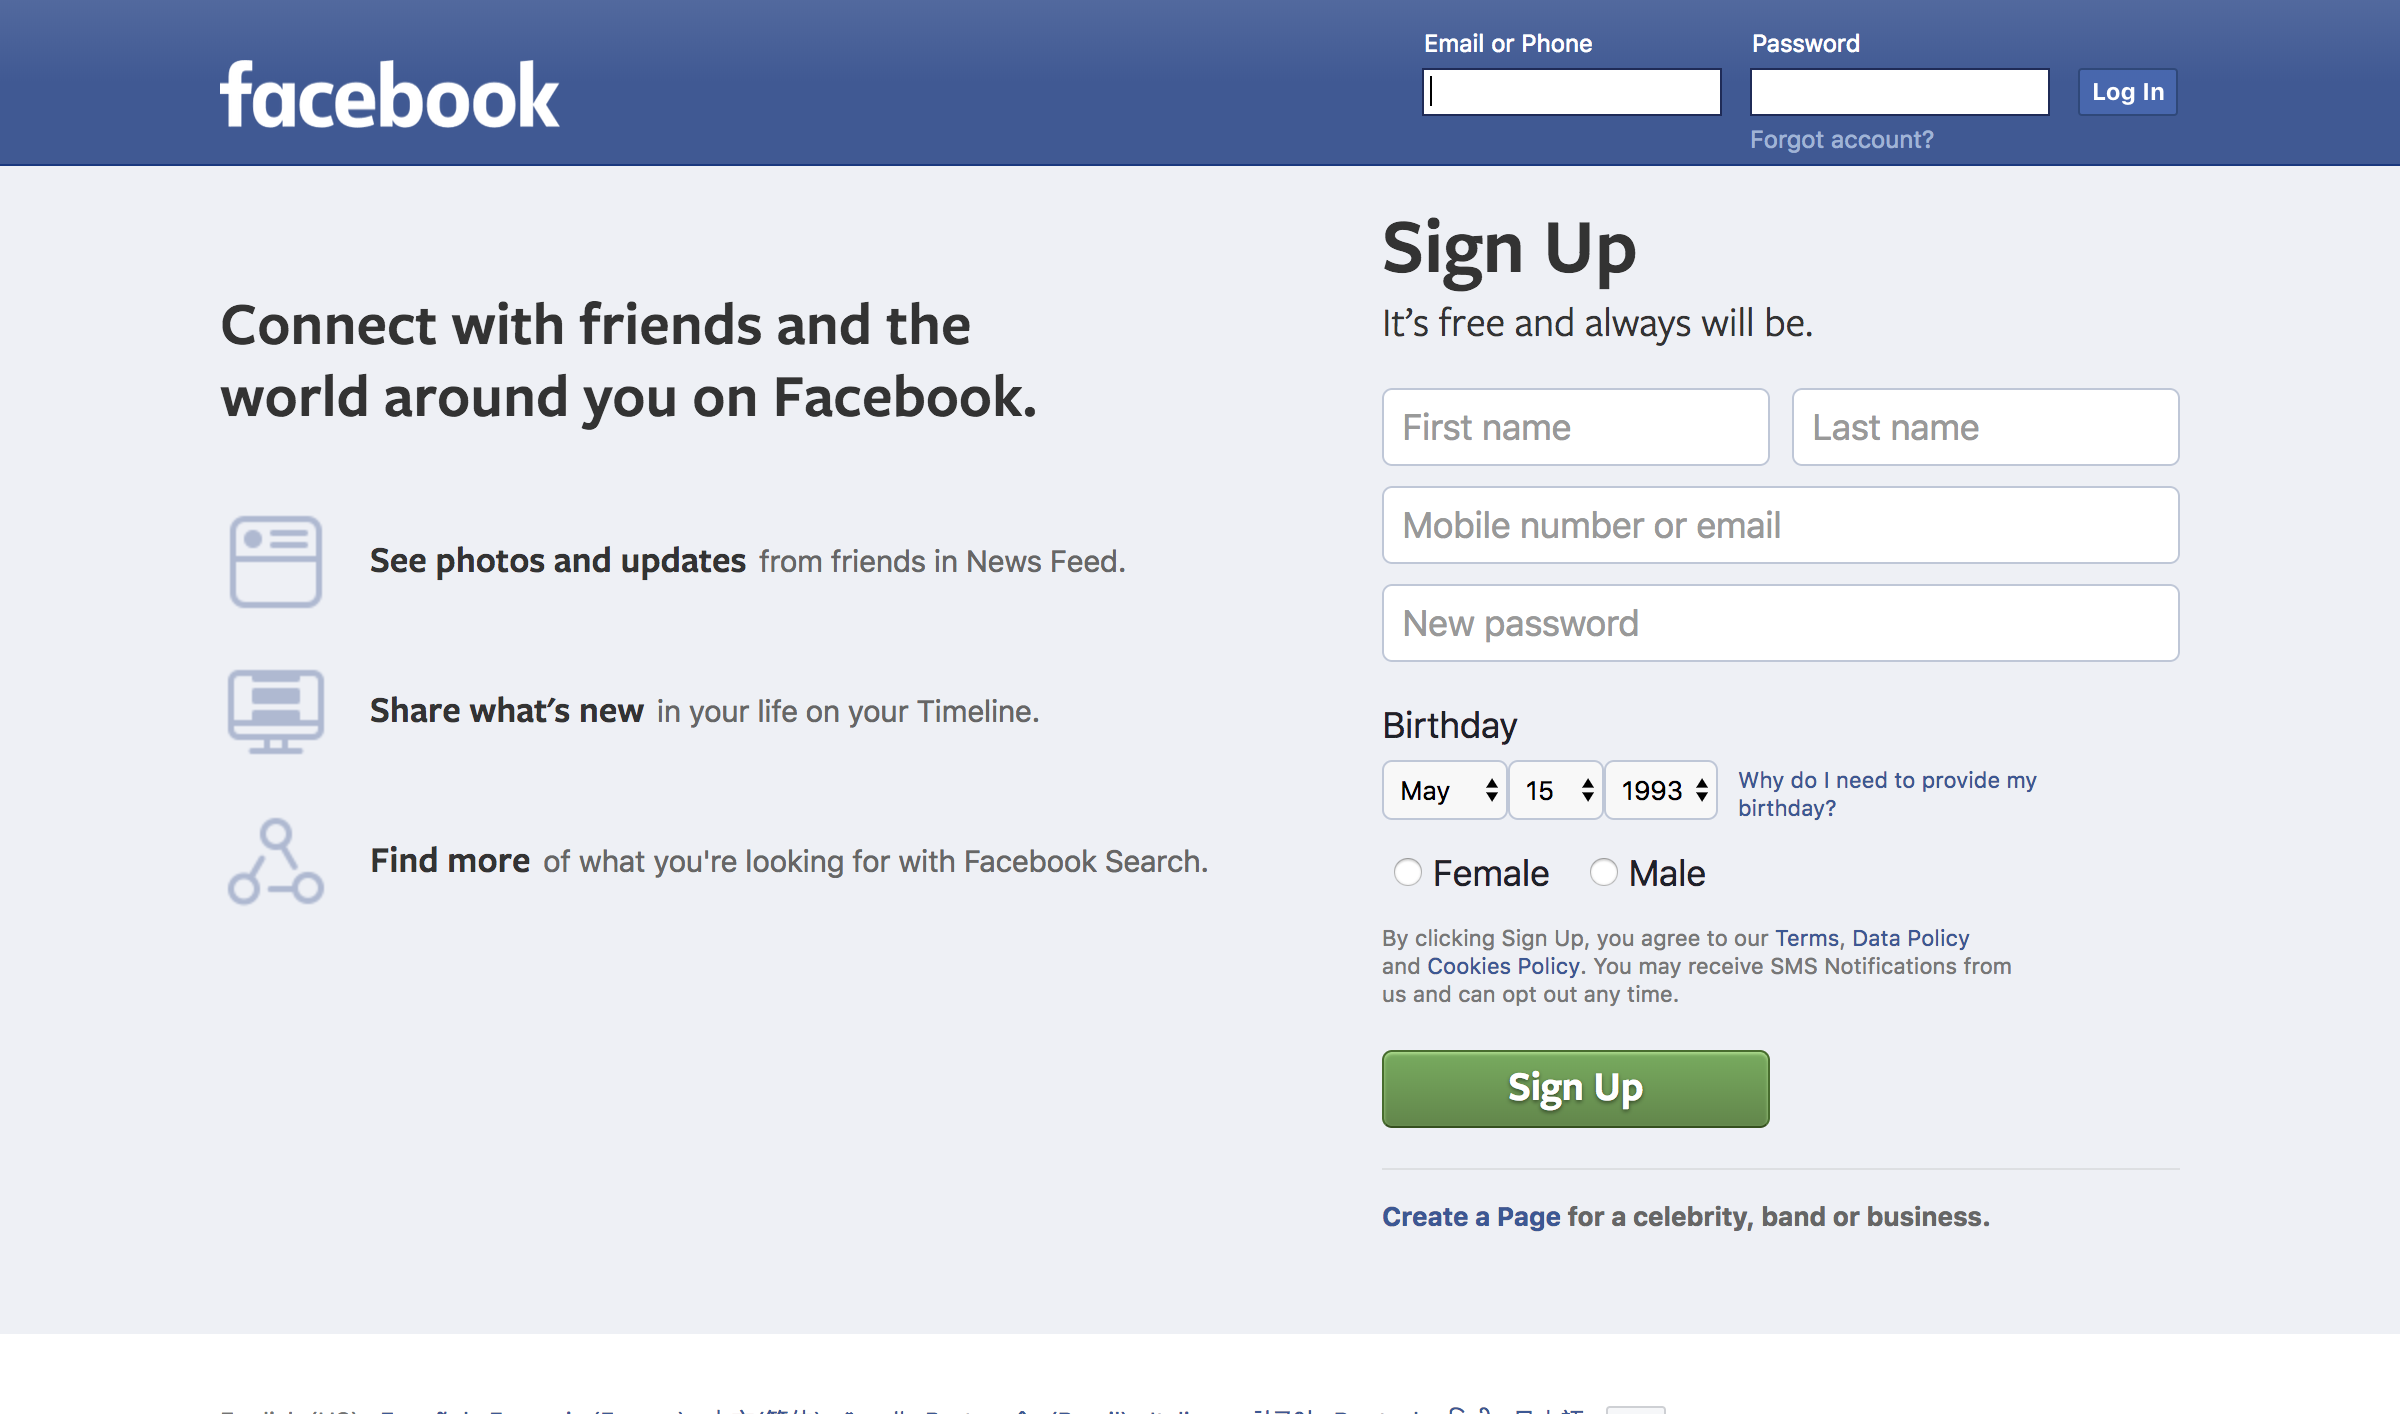 facebook
Email or Phone
Password
Log In
Forgot account?
Connect with friends and the
world around you on Facebook.
See photos and updates from friends in News Feed.
Share what's new in your life on your Timeline.
Find more of what you're looking for with Facebook Search.
Sign Up
It’s free and always will be.
First name
Last name
Mobile number or email
New password
Birthday
May
15
1993
Why do I need to provide my
birthday?
Female
Male
By clicking Sign Up, you agree to our Terms, Data Policy
and Cookies Policy. You may receive SMS Notifications from
us and can opt out any time.
Sign Up
Create a Page for a celebrity, band or business.